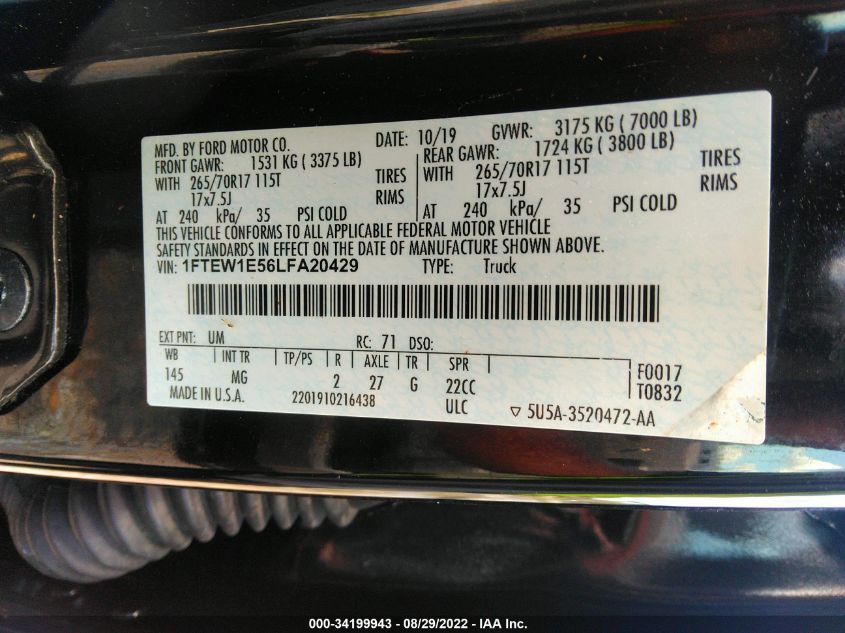 MFD. BY FORD MOTOR CO. DATE: 10/19 GVWR: 3175 KG ( 7000 LB)
FRONT GAWR: 1531 KG ( 3375 LB) REAR GAWR: 1724 KG ( 3800 LB)
WITH 265/70R17 115T TIRES WITH 265/70R17 115T TIRES
17x7.5J RIMS 17x7.5J RIMS
AT 240 kPa/ 35 PSI COLD AT 240 kPa/ 35 PSI COLD
THIS VEHICLE CONFORMS TO ALL APPLICABLE FEDERAL MOTOR VEHICLE
SAFETY STANDARDS IN EFFECT ON THE DATE OF MANUFACTURE SHOWN ABOVE.
VIN: 1FTEW1E56LFA20429 TYPE: Truck
EXT PNT: UM RC: 71 DSO:
WB INT TR TP/PS R AXLE TR SPR F0017
145 MG 2 27 G 22CC T0832
MADE IN U.S.A. 2201910216438 ULC ▽ 5U5A-3520472-AA
000-34199943 - 08/29/2022 - IAA Inc.